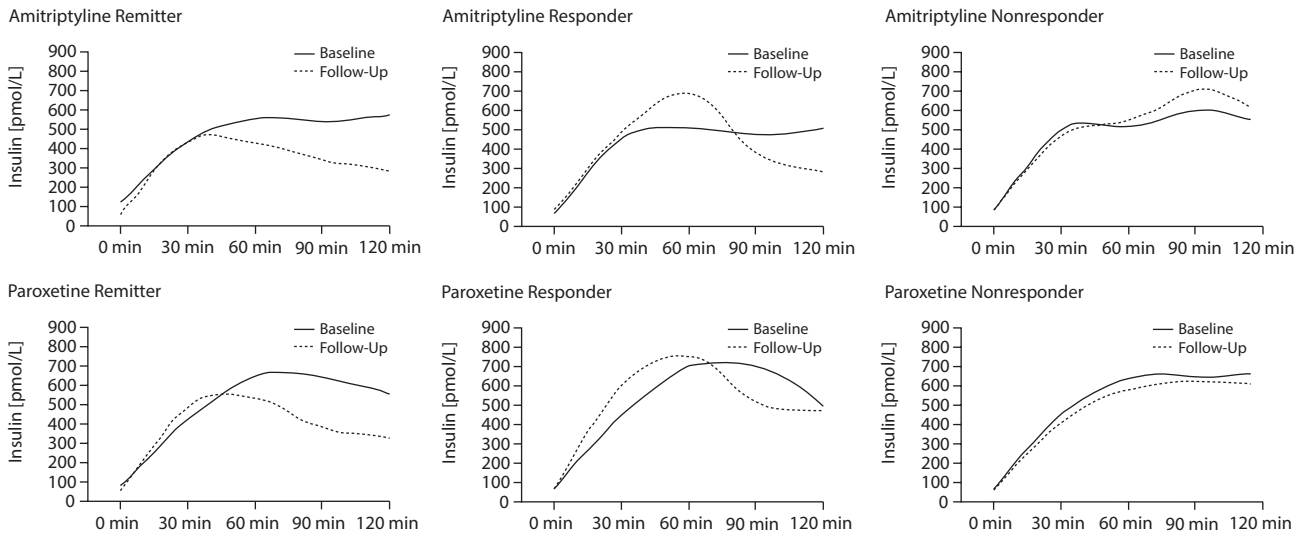 Amitriptyline Remitter
Insulin [pmol/L]
900
800
700
600
500
400
300
200
100
0
Baseline
Follow-Up
0 min 30 min 60 min 90 min 120 min
Amitriptyline Responder
Insulin [pmol/L]
900
800
700
600
500
400
300
200
100
0
Baseline
Follow-Up
0 min 30 min 60 min 90 min 120 min
Amitriptyline Nonresponder
Insulin [pmol/L]
900
800
700
600
500
400
300
200
100
0
Baseline
Follow-Up
0 min 30 min 60 min 90 min 120 min
Paroxetine Remitter
Insulin [pmol/L]
900
800
700
600
500
400
300
200
100
0
Baseline
Follow-Up
0 min 30 min 60 min 90 min 120 min
Paroxetine Responder
Insulin [pmol/L]
900
800
700
600
500
400
300
200
100
0
Baseline
Follow-Up
0 min 30 min 60 min 90 min 120 min
Paroxetine Nonresponder
Insulin [pmol/L]
900
800
700
600
500
400
300
200
100
0
Baseline
Follow-Up
0 min 30 min 60 min 90 min 120 min